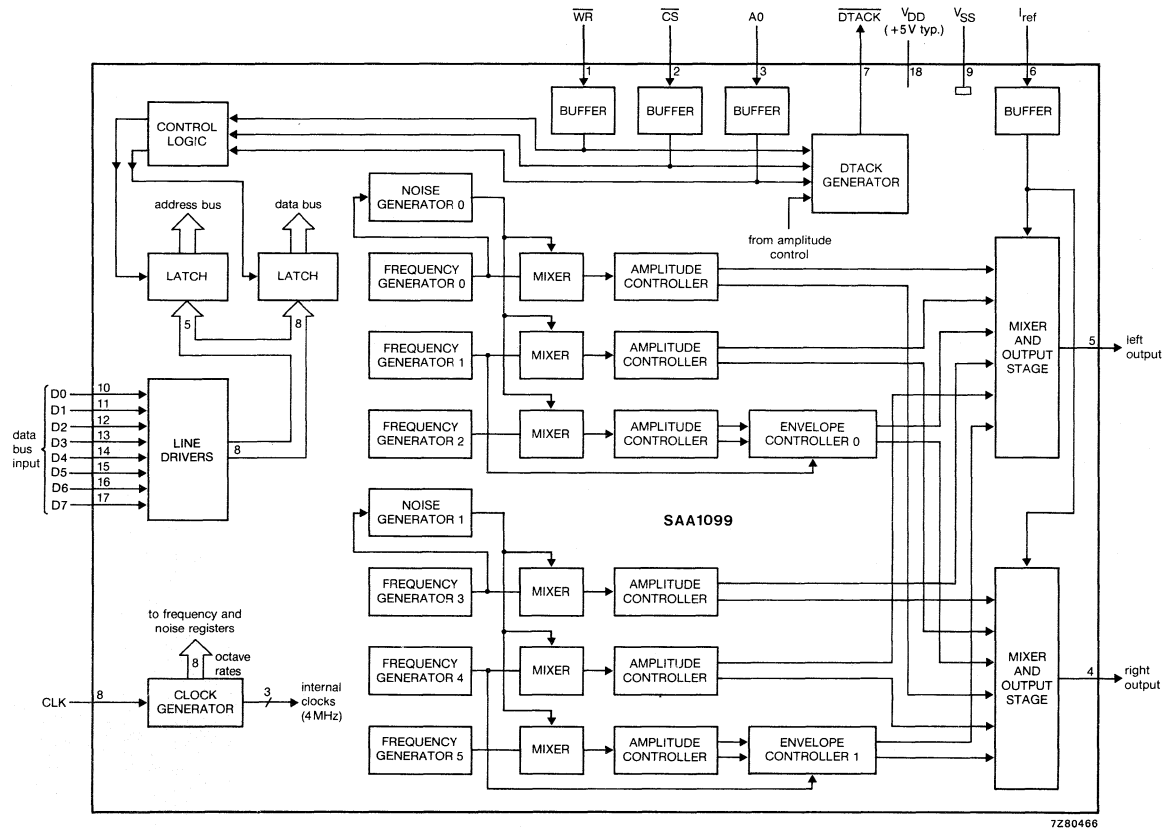 WR
CS
A0
DTACK
VDD
(+5V typ.)
VSS
Iref
1
2
3
7
18
9
6
BUFFER
BUFFER
BUFFER
BUFFER
CONTROL
LOGIC
DTACK
GENERATOR
address bus
data bus
NOISE
GENERATOR 0
from amplitude
control
LATCH
LATCH
FREQUENCY
GENERATOR 0
MIXER
AMPLITUDE
CONTROLLER
5
8
FREQUENCY
GENERATOR 1
MIXER
AMPLITUDE
CONTROLLER
MIXER
AND
OUTPUT
STAGE
5
left
output
data
bus
input
D0
D1
D2
D3
D4
D5
D6
D7
10
11
12
13
14
15
16
17
LINE
DRIVERS
8
FREQUENCY
GENERATOR 2
MIXER
AMPLITUDE
CONTROLLER
ENVELOPE
CONTROLLER 0
NOISE
GENERATOR 1
SAA1099
FREQUENCY
GENERATOR 3
MIXER
AMPLITUDE
CONTROLLER
to frequency and
noise registers
8
octave
rates
FREQUENCY
GENERATOR 4
MIXER
AMPLITUDE
CONTROLLER
MIXER
AND
OUTPUT
STAGE
4
right
output
CLK
8
CLOCK
GENERATOR
3
internal
clocks
(4MHz)
FREQUENCY
GENERATOR 5
MIXER
AMPLITUDE
CONTROLLER
ENVELOPE
CONTROLLER 1
7Z80466